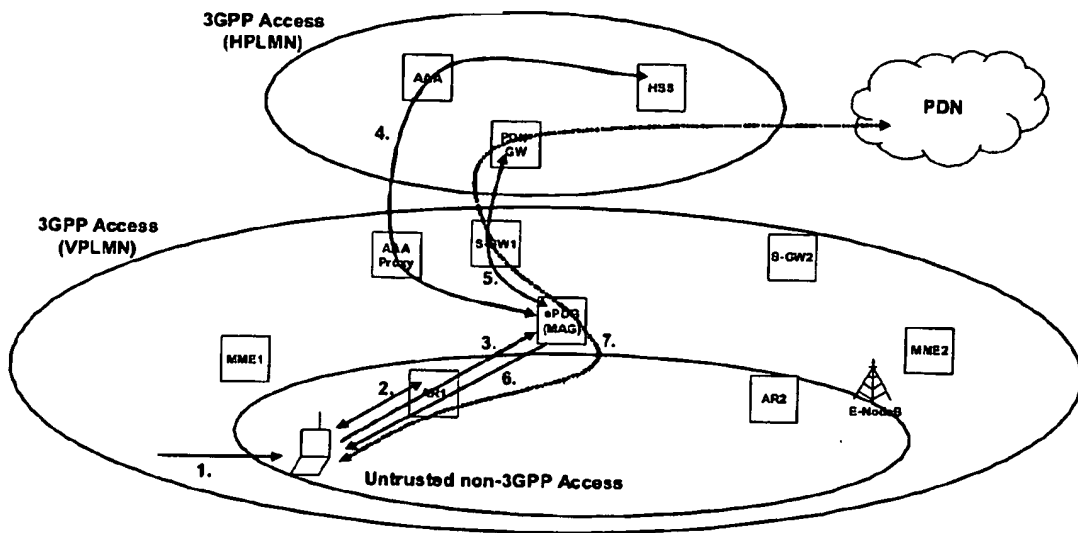 3GPP Access
(HPLMN)
AAA
HSS
PDN
4.
PDN
GW
3GPP Access
(VPLMN)
AAA
Proxy
S-GW1
S-GW2
5.
ePDG
(MAG)
7.
MME1
3.
MME2
2.
6.
AR1
AR2
E-NodeB
1.
Untrusted non-3GPP Access